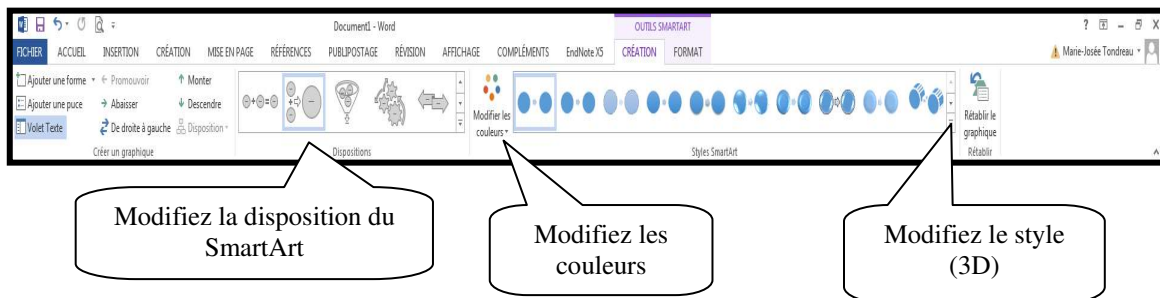 Document1 - Word
OUTILS SMARTART
FICHIER ACCUEIL INSERTION CRÉATION MISE EN PAGE RÉFÉRENCES PUBLIPOSTAGE RÉVISION AFFICHAGE COMPLÉMENTS EndNote X5 CRÉATION FORMAT
Marie-Josée Tondreau
Ajouter une forme
Promouvoir
Monter
Ajouter une puce
Abaisser
Descendre
Volet Texte
De droite à gauche
Disposition
Créer un graphique
Dispositions
Modifier les
couleurs
Styles SmartArt
Rétablir le
graphique
Rétablir
Modifiez la disposition du
SmartArt
Modifiez les
couleurs
Modifiez le style
(3D)